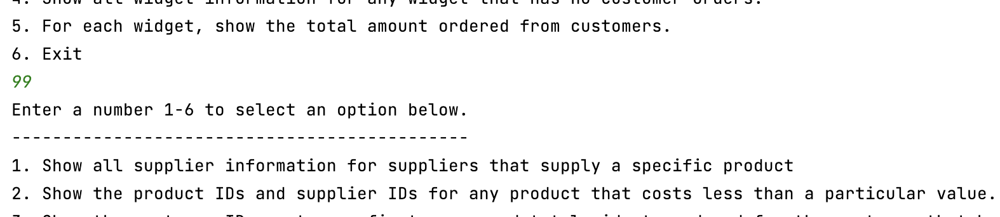 4. Show all widget information for any widget that has no customer orders.
5. For each widget, show the total amount ordered from customers.
6. Exit
99
Enter a number 1-6 to select an option below.
---------------------------------------------
1. Show all supplier information for suppliers that supply a specific product
2. Show the product IDs and supplier IDs for any product that costs less than a particular value.
3. Show the